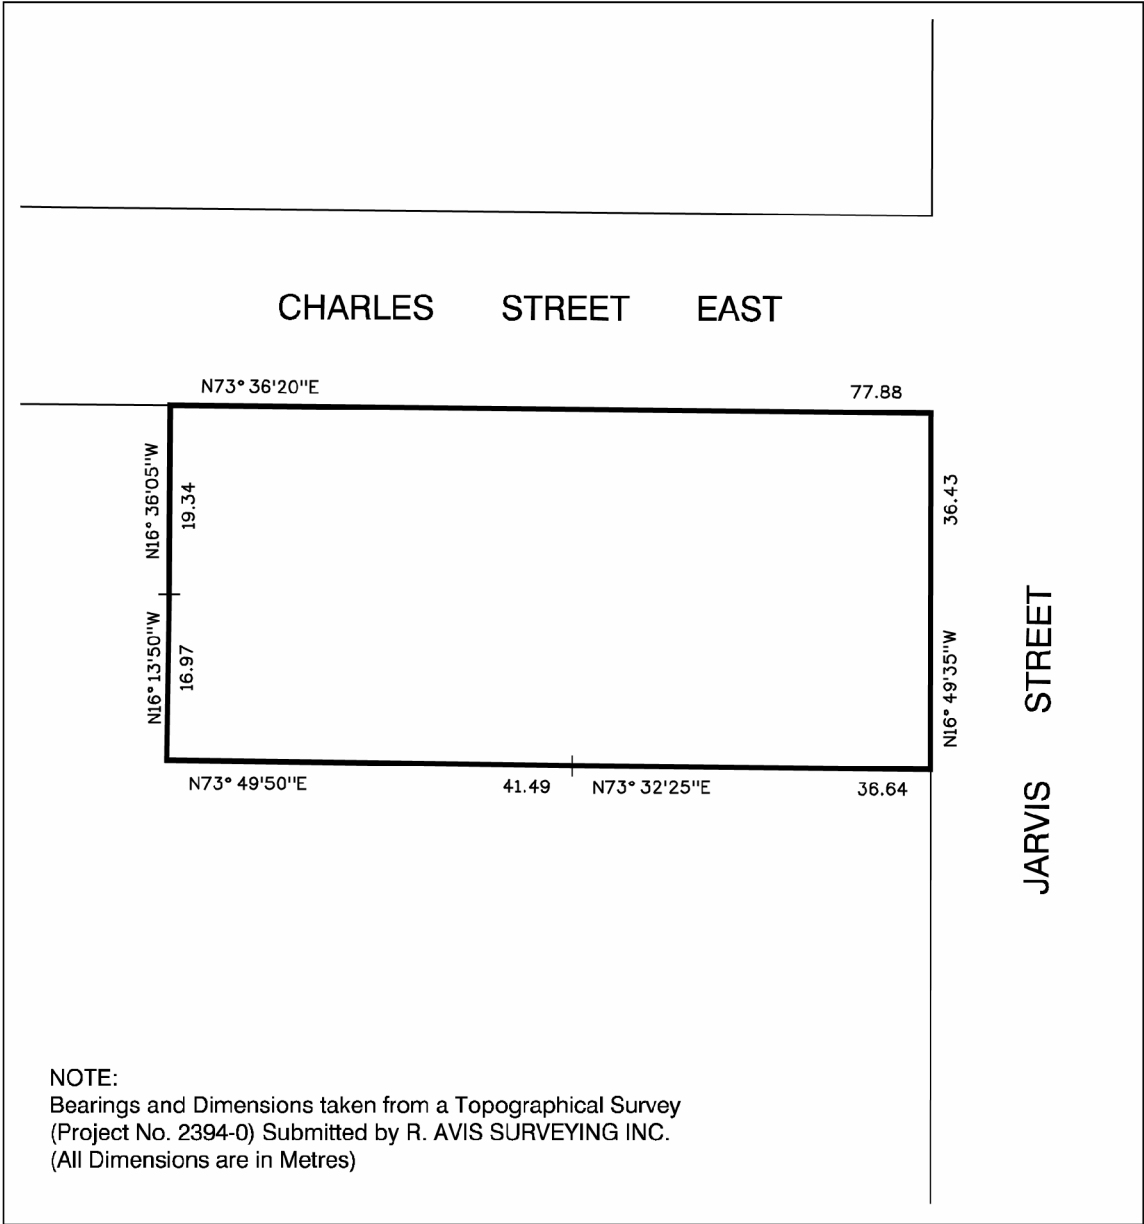 CHARLES STREET EAST
N73° 36'20"E
77.88
N16° 36'05"W
19.34
36.43
N16° 13'50"W
16.97
N16° 49'35"W
JARVIS STREET
N73° 49'50"E
41.49
N73° 32'25"E
36.64
NOTE:
Bearings and Dimensions taken from a Topographical Survey
(Project No. 2394-0) Submitted by R. AVIS SURVEYING INC.
(All Dimensions are in Metres)